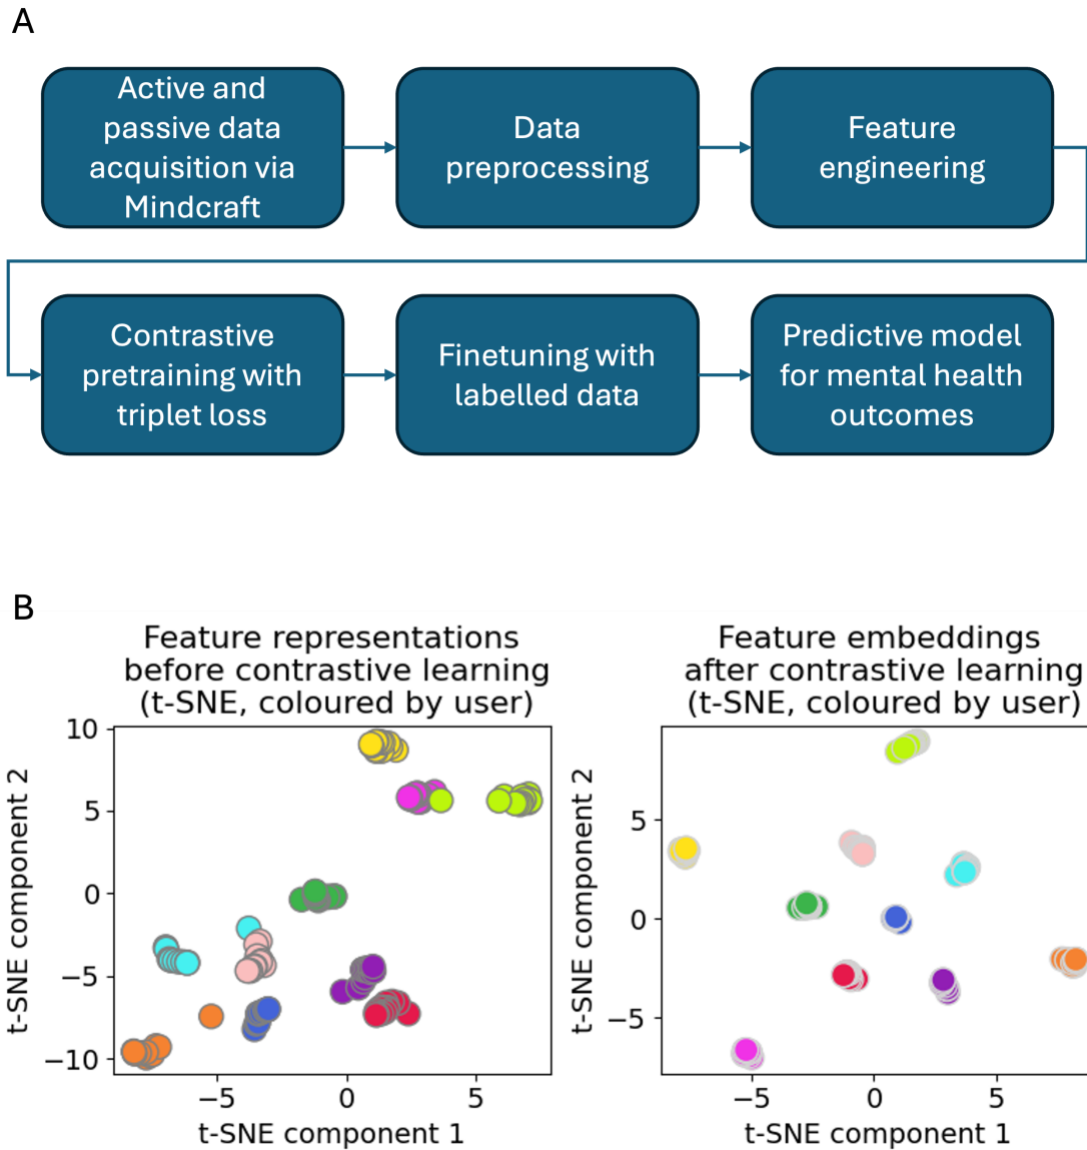 A
Active and
passive data
acquisition via
Mindcraft
Data
preprocessing
Feature
engineering
Contrastive
pretraining with
triplet loss
Finetuning with
labelled data
Predictive model
for mental health
outcomes
B
Feature representations
before contrastive learning
(t-SNE, coloured by user)
10
5
0
−5
−10
t-SNE component 2
−5
0
5
t-SNE component 1
Feature embeddings
after contrastive learning
(t-SNE, coloured by user)
5
0
−5
t-SNE component 2
−5
0
5
t-SNE component 1